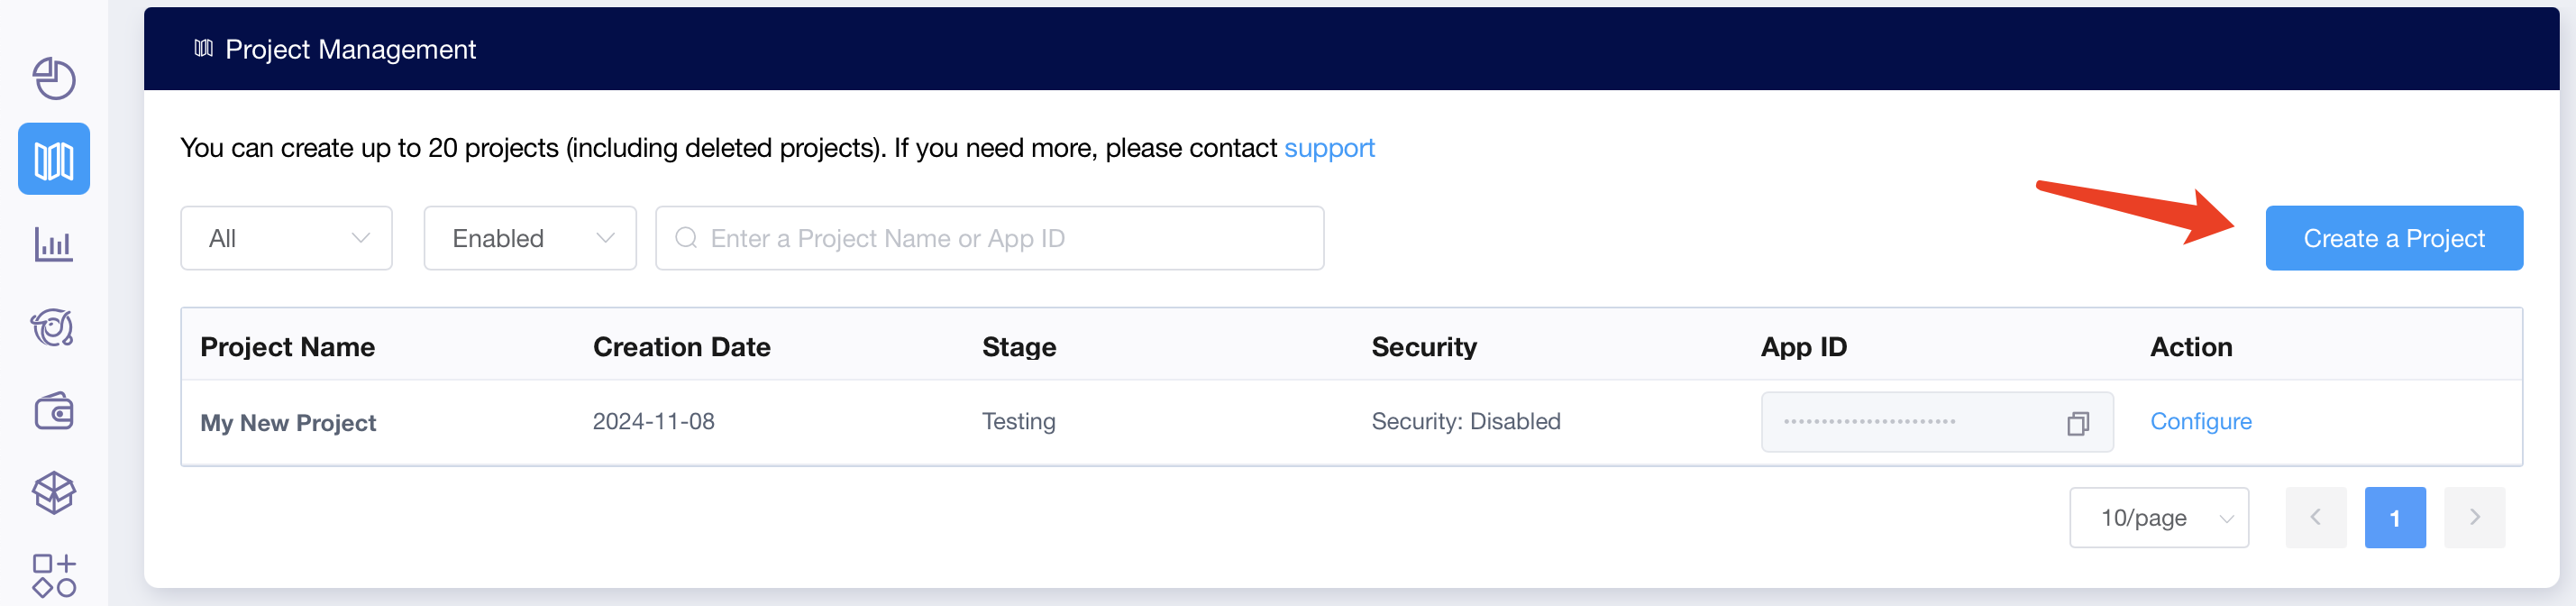 Project Management
You can create up to 20 projects (including deleted projects). If you need more, please contact support
All Enabled Enter a Project Name or App ID Create a Project
Project Name Creation Date Stage Security App ID Action
My New Project 2024-11-08 Testing Security: Disabled ••••••••••••••••••••••• Configure
10/page 1